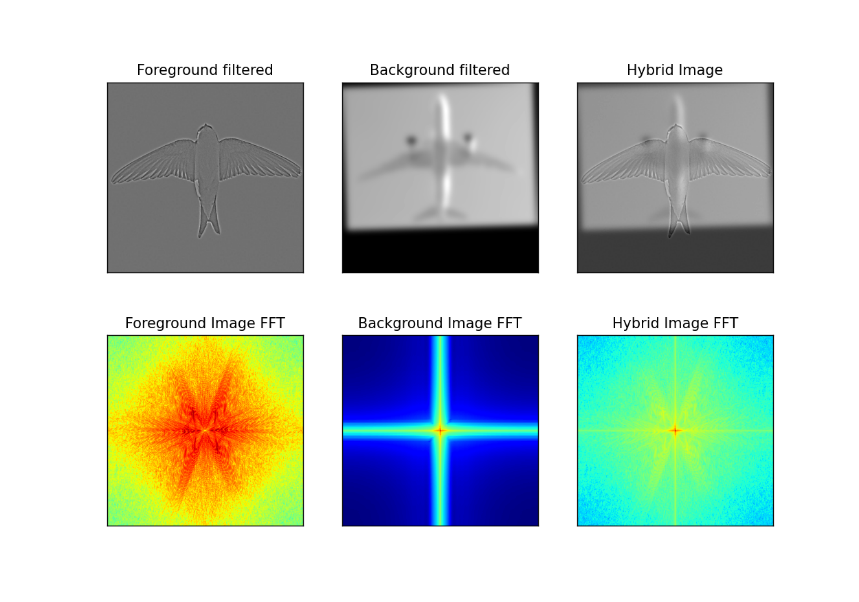 Foreground filtered
Background filtered
Hybrid Image
Foreground Image FFT
Background Image FFT
Hybrid Image FFT